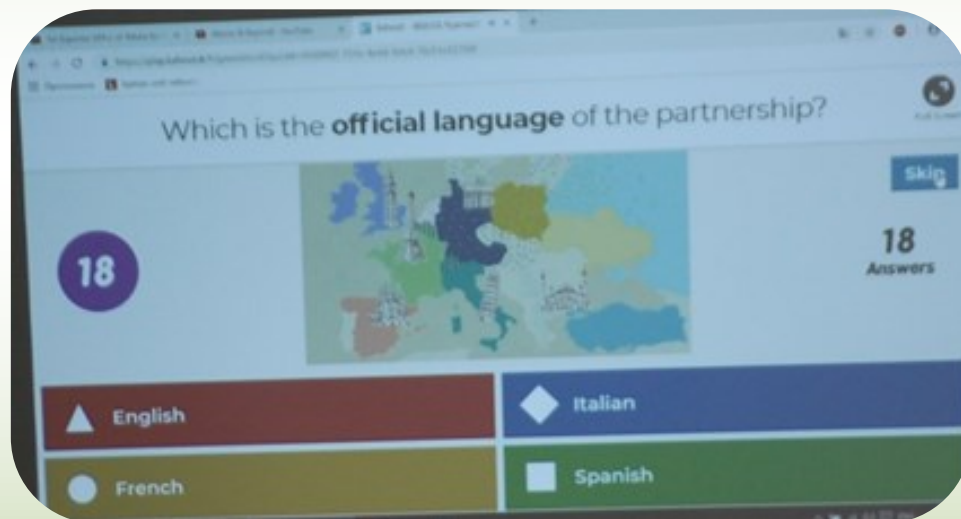 Which is the official language of the partnership?
Skip
18
18
Answers
English
Italian
French
Spanish